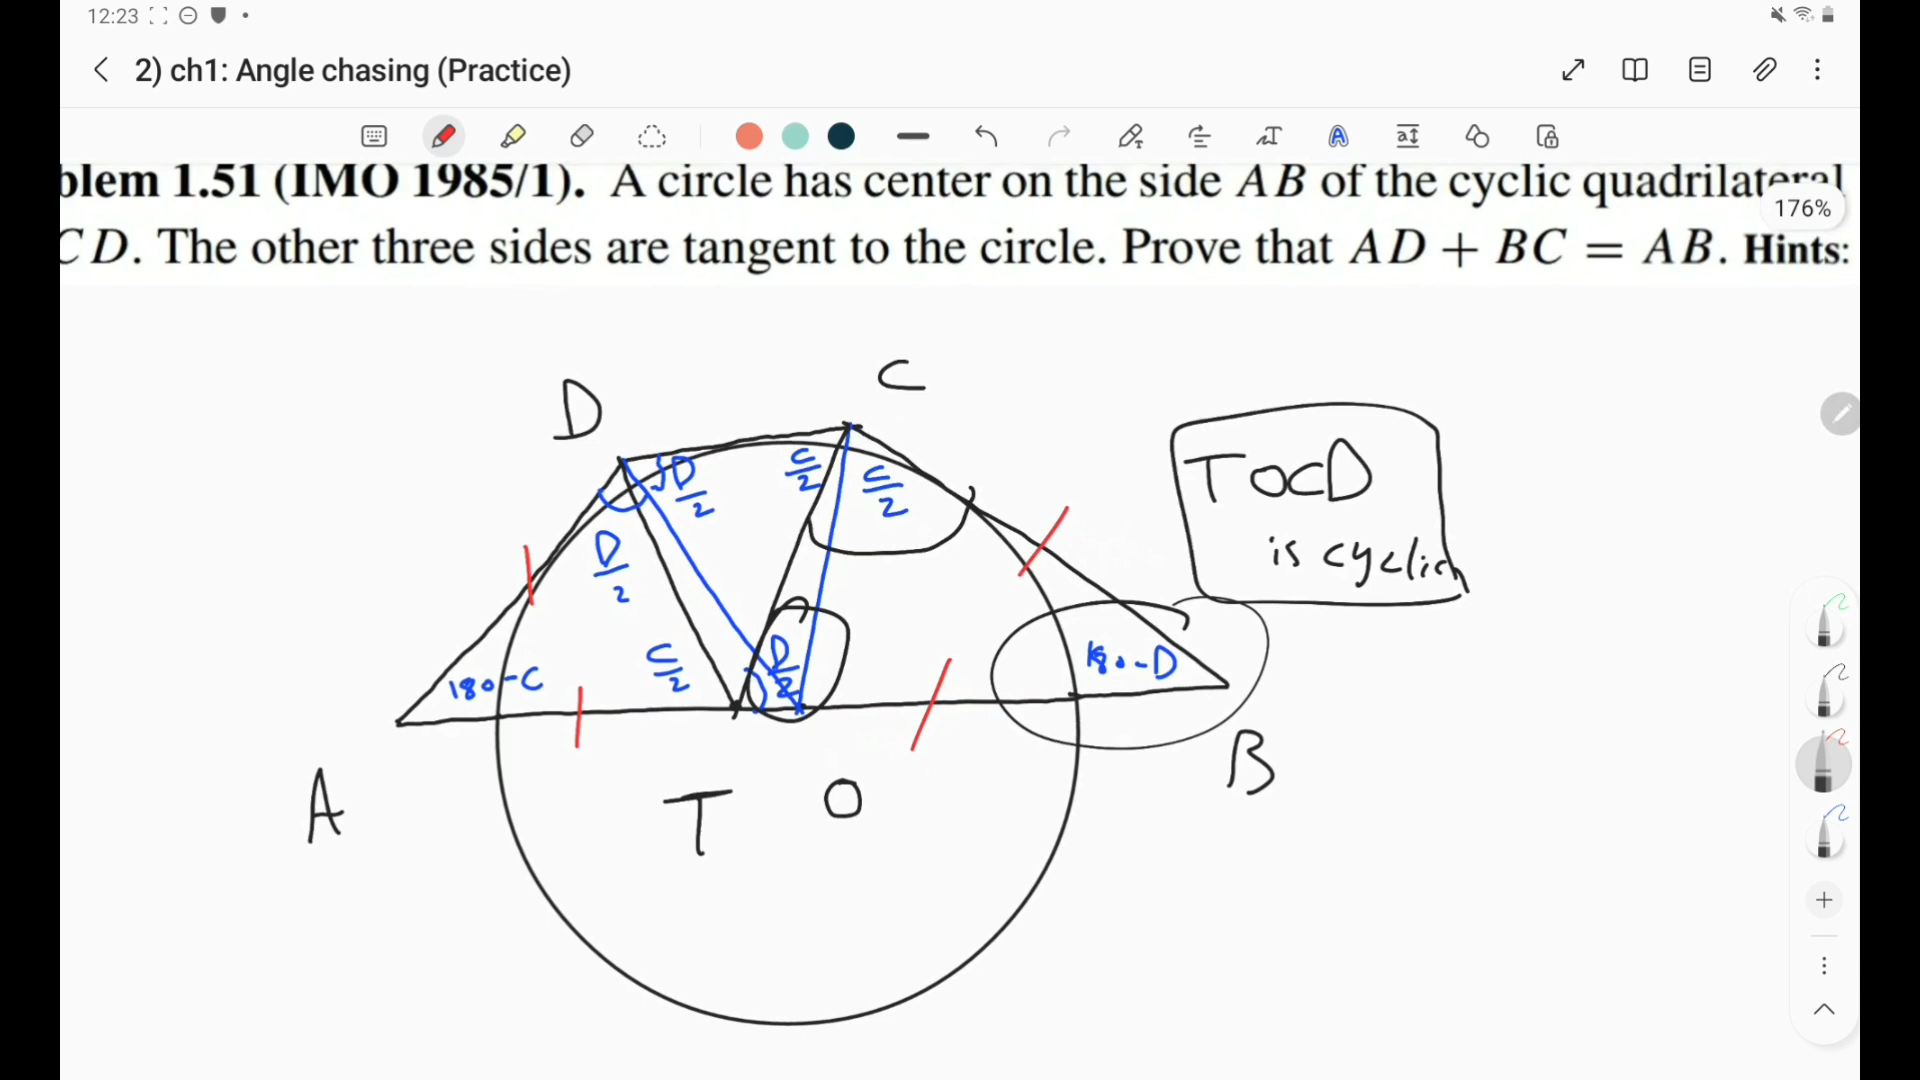 12:23
2) ch1: Angle chasing (Practice)
blem 1.51 (IMO 1985/1). A circle has center on the side AB of the cyclic quadrilateral
176%
CD. The other three sides are tangent to the circle. Prove that AD + BC = AB. Hints:
D
C
TOCD
is cyclic
D/2
C/2
C/2
D/2
C/2
D/2
180-C
180-D
A
T
O
B